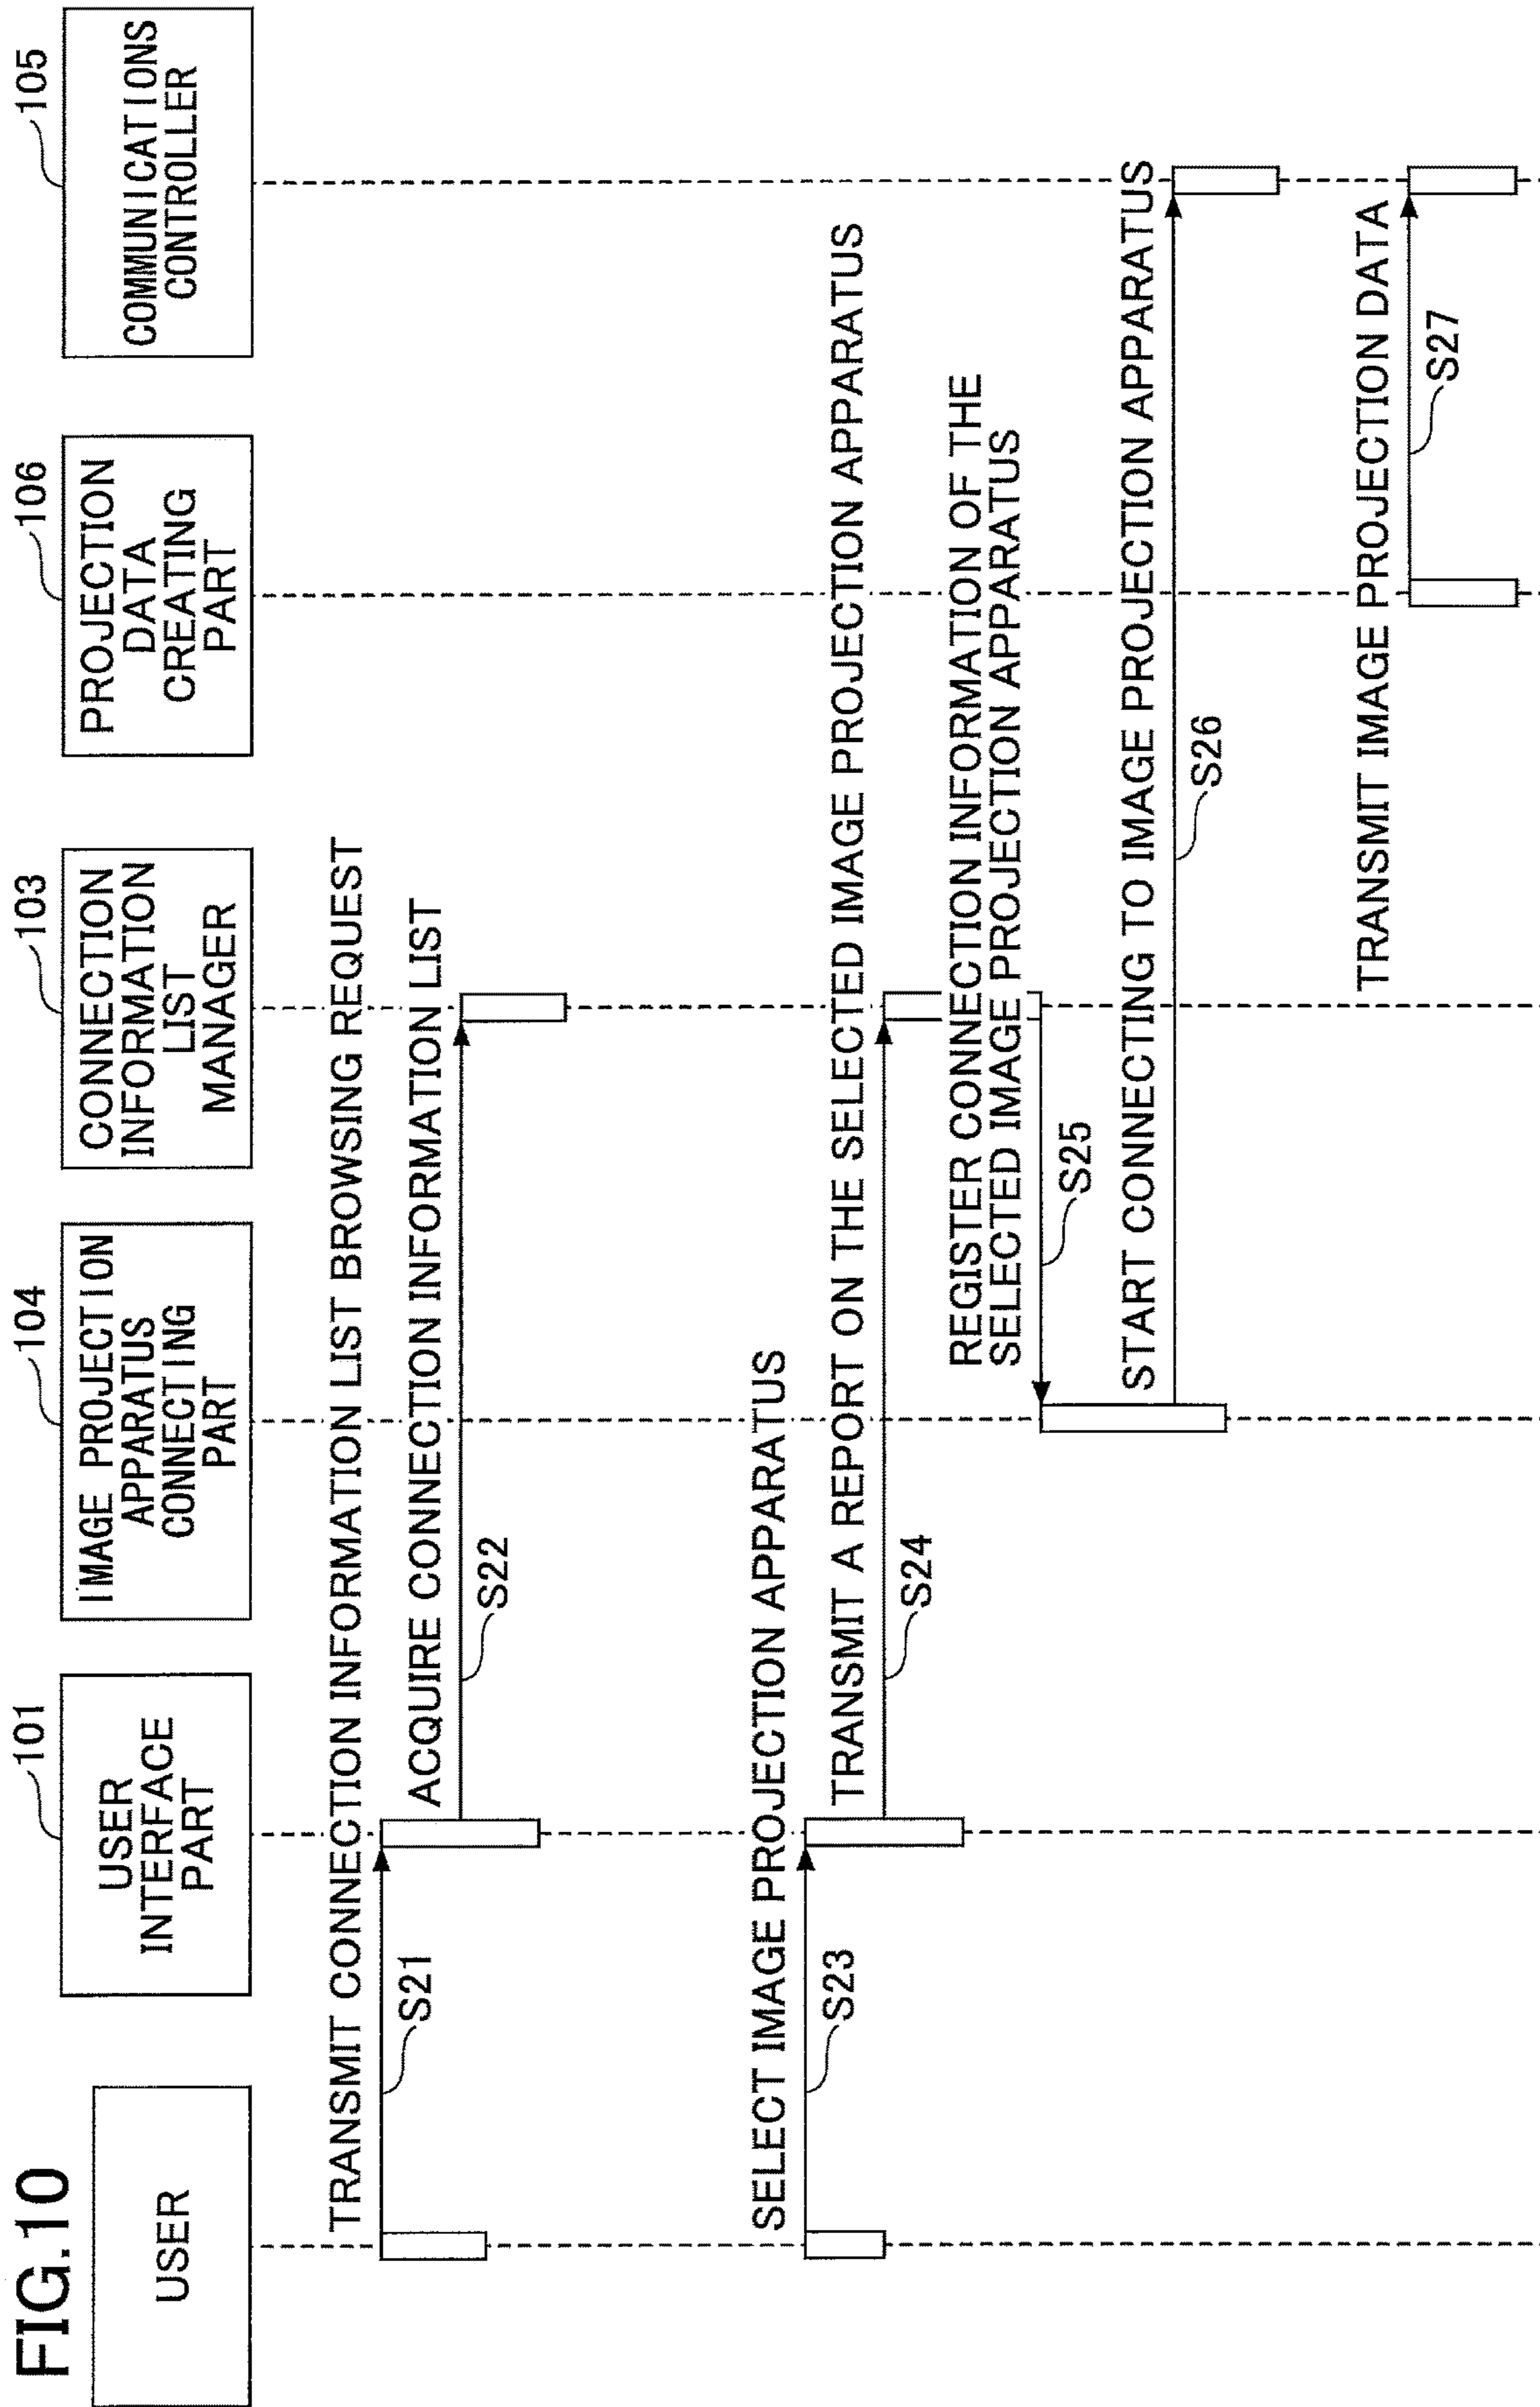 FIG.10
USER
101
USER
INTERFACE
PART
104
IMAGE PROJECTION
APPARATUS
CONNECTING
PART
103
CONNECTION
INFORMATION
LIST
MANAGER
106
PROJECTION
DATA
CREATING
PART
105
COMMUNICATIONS
CONTROLLER
TRANSMIT CONNECTION INFORMATION LIST BROWSING REQUEST
S21
ACQUIRE CONNECTION INFORMATION LIST
S22
SELECT IMAGE PROJECTION APPARATUS
S23
TRANSMIT A REPORT ON THE SELECTED IMAGE PROJECTION APPARATUS
S24
REGISTER CONNECTION INFORMATION OF THE
SELECTED IMAGE PROJECTION APPARATUS
S25
START CONNECTING TO IMAGE PROJECTION APPARATUS
S26
TRANSMIT IMAGE PROJECTION DATA
S27